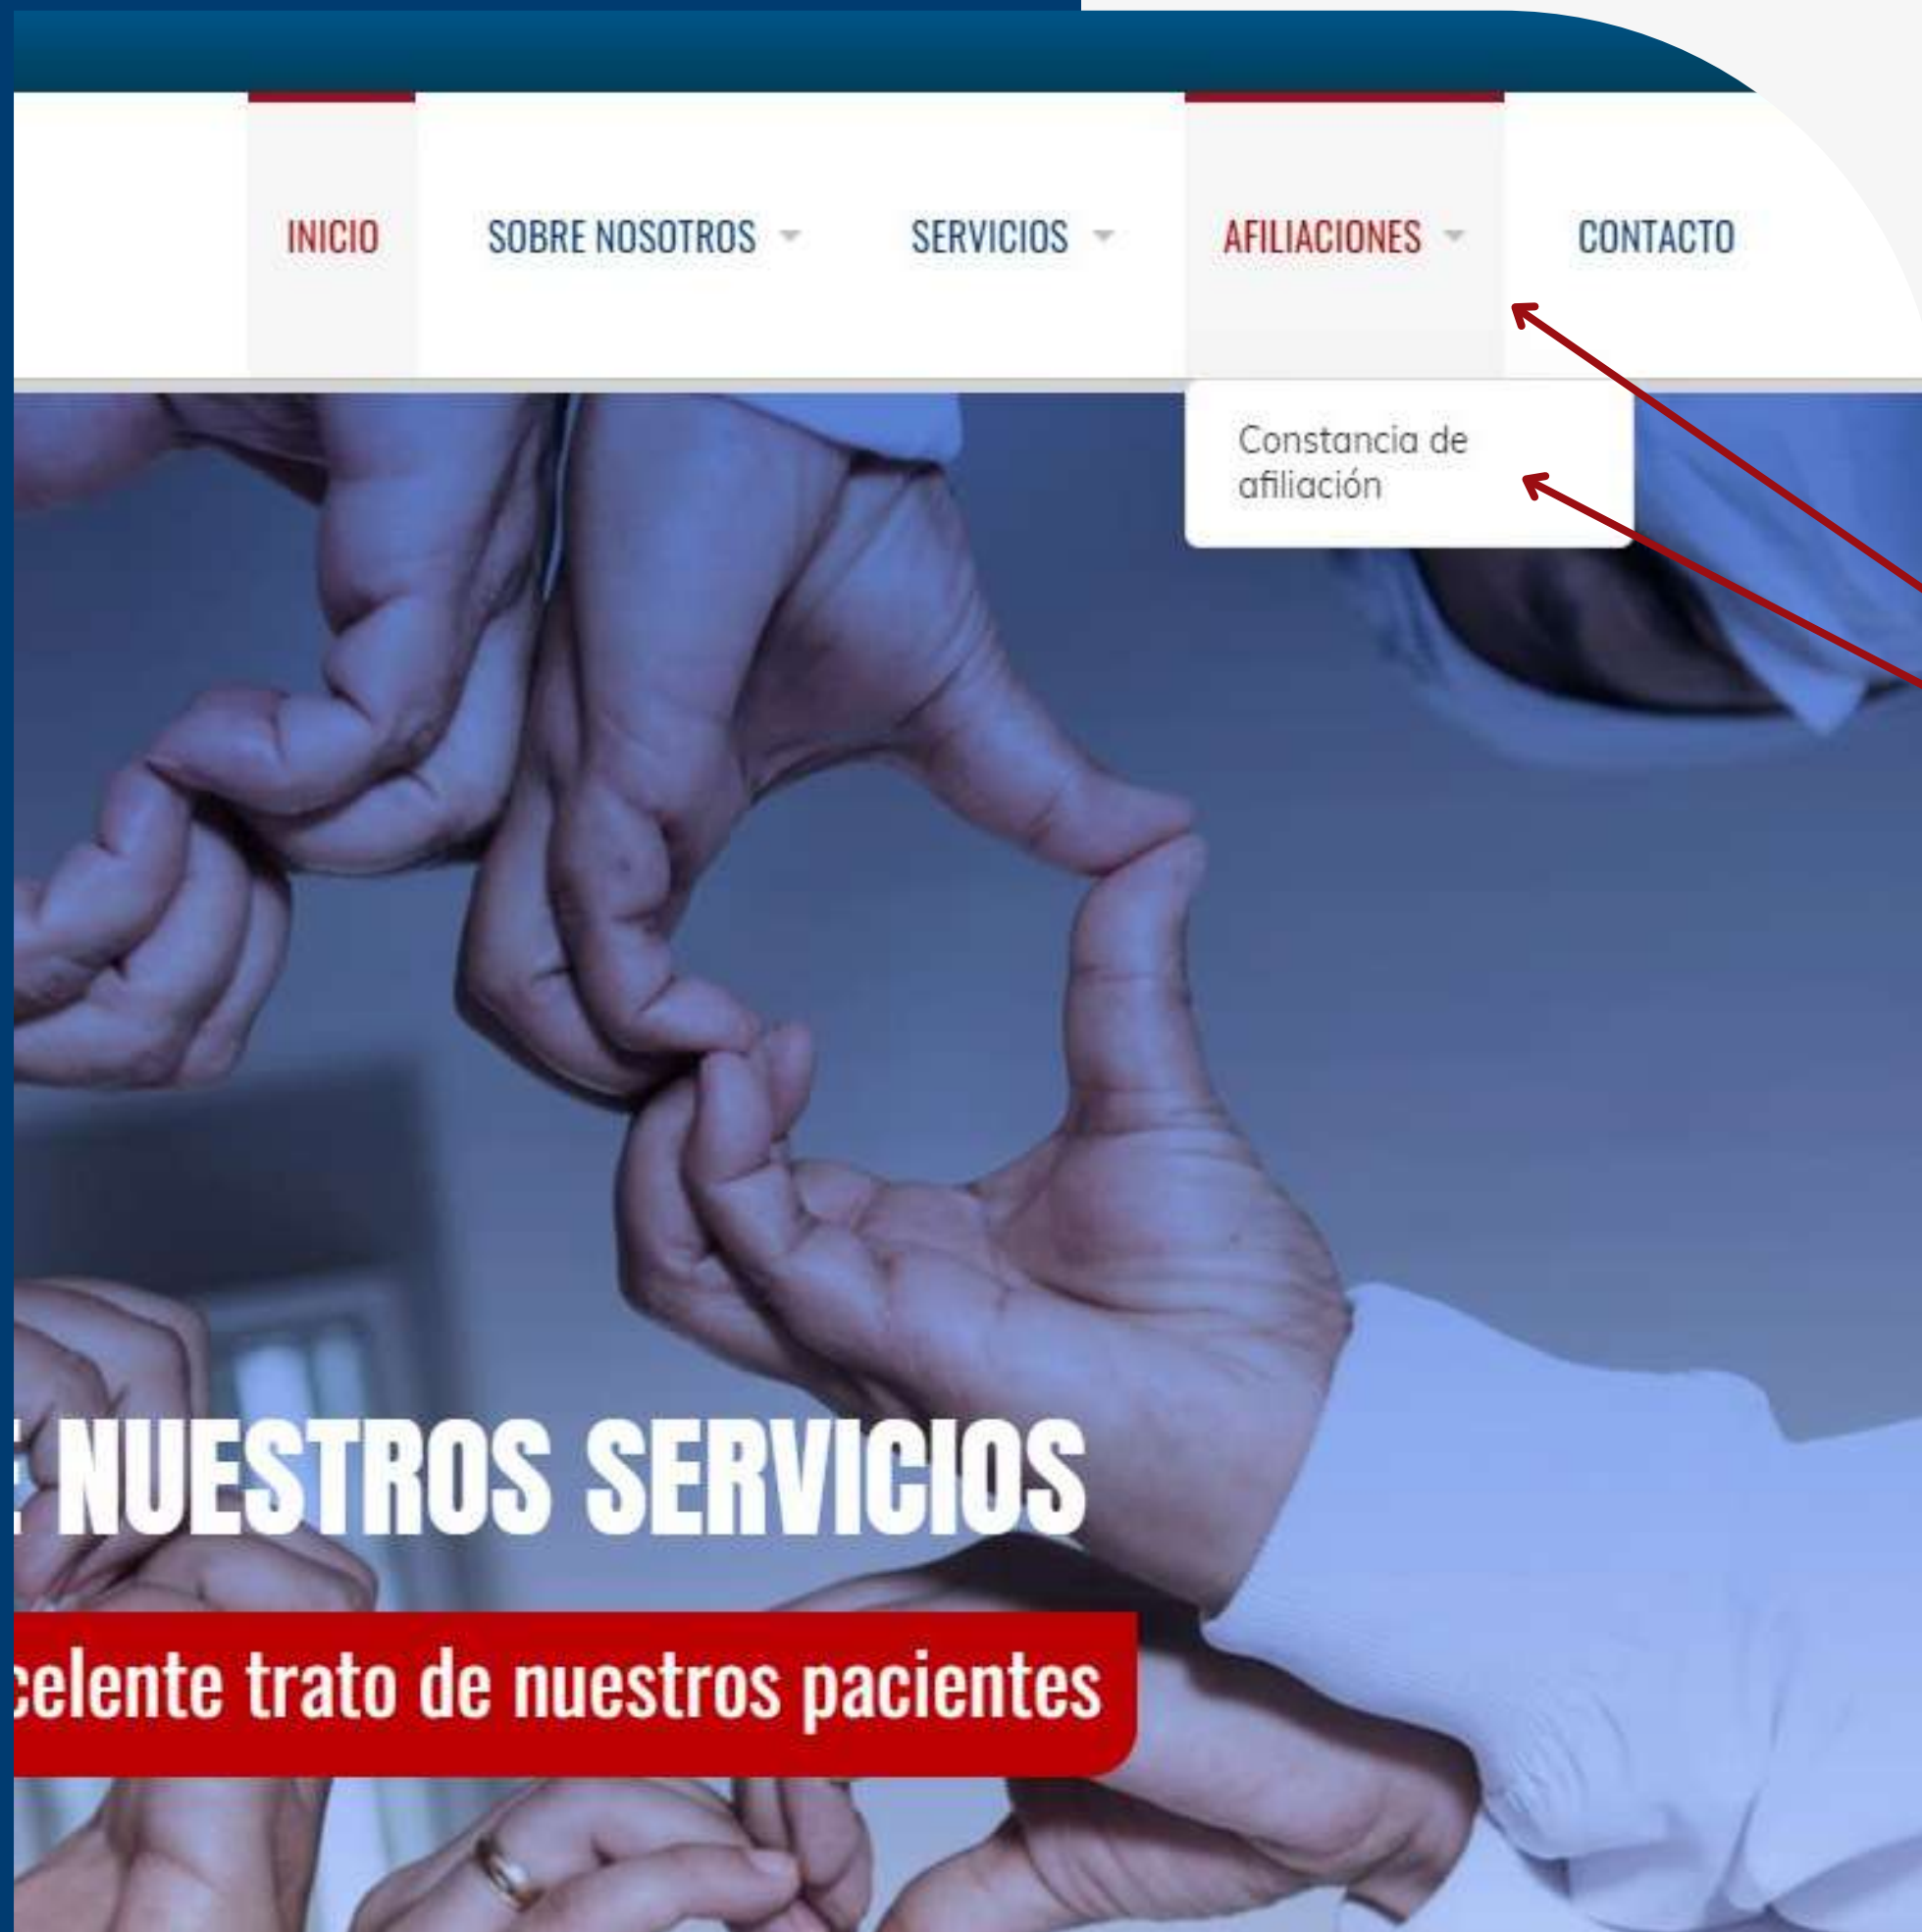 INICIO SOBRE NOSOTROS SERVICIOS AFILIACIONES CONTACTO
Constancia de
afiliación
NUESTROS SERVICIOS
celente trato de nuestros pacientes